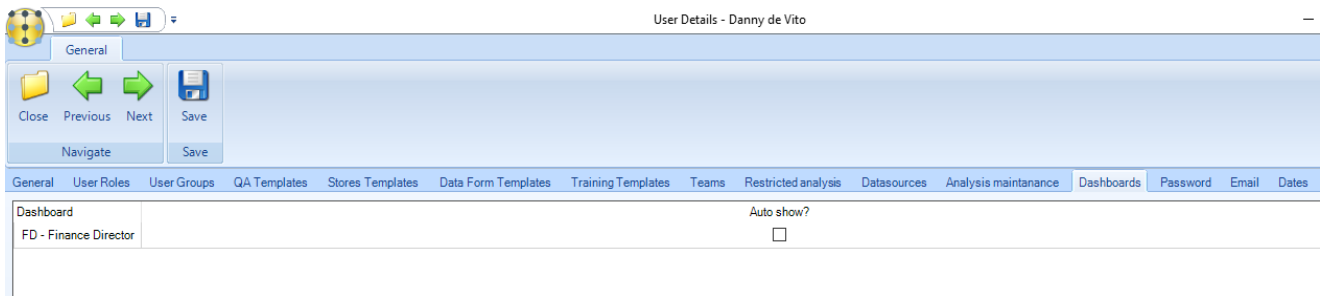 User Details - Danny de Vito
General
Close Previous Next Save
Navigate Save
General User Roles User Groups QA Templates Stores Templates Data Form Templates Training Templates Teams Restricted analysis Datasources Analysis maintanance Dashboards Password Email Dates
Dashboard Auto show?
FD - Finance Director